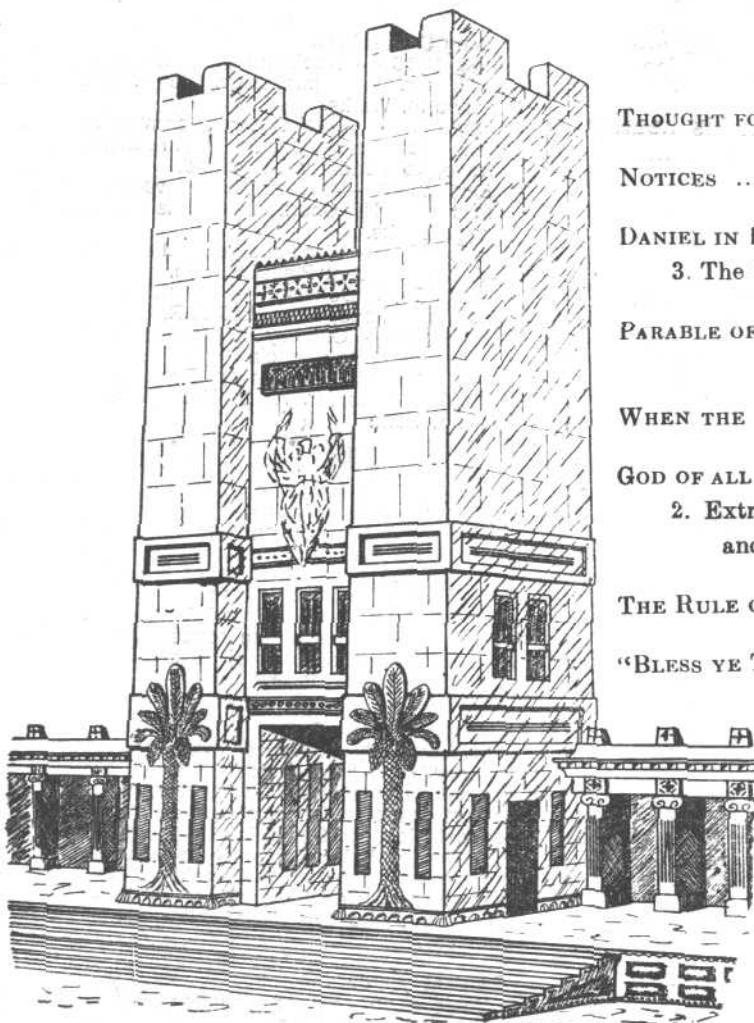 THOUGHT FO
NOTICES ..
DANIEL IN
3. The
PARABLE OF
WHEN THE
GOD OF ALL
2. Extr
and
THE RULE
"BLESS YE